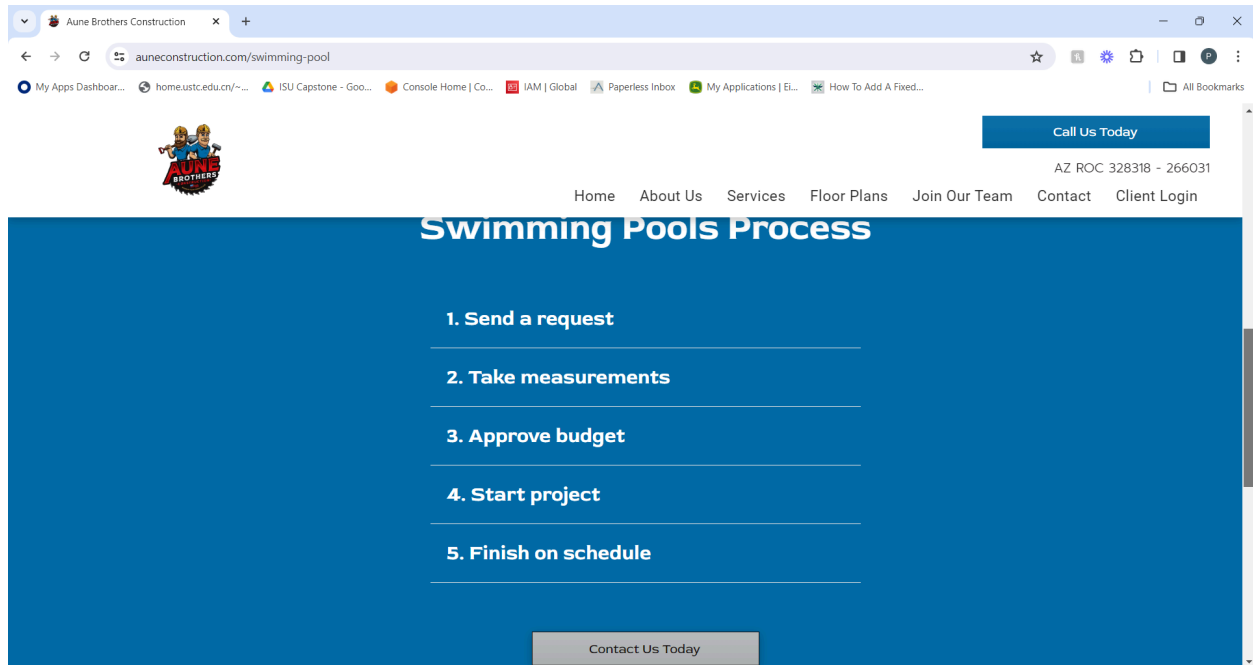 Aune Brothers Construction
auneconstruction.com/swimming-pool
My Apps Dashboar... home.ustc.edu.cn/~... ISU Capstone - Goo... Console Home | Co... IAM | Global Paperless Inbox My Applications | Ei... How To Add A Fixed... All Bookmarks
AUNE
BROTHERS
Call Us Today
AZ ROC 328318 - 266031
Home About Us Services Floor Plans Join Our Team Contact Client Login
Swimming Pools Process
1. Send a request
2. Take measurements
3. Approve budget
4. Start project
5. Finish on schedule
Contact Us Today